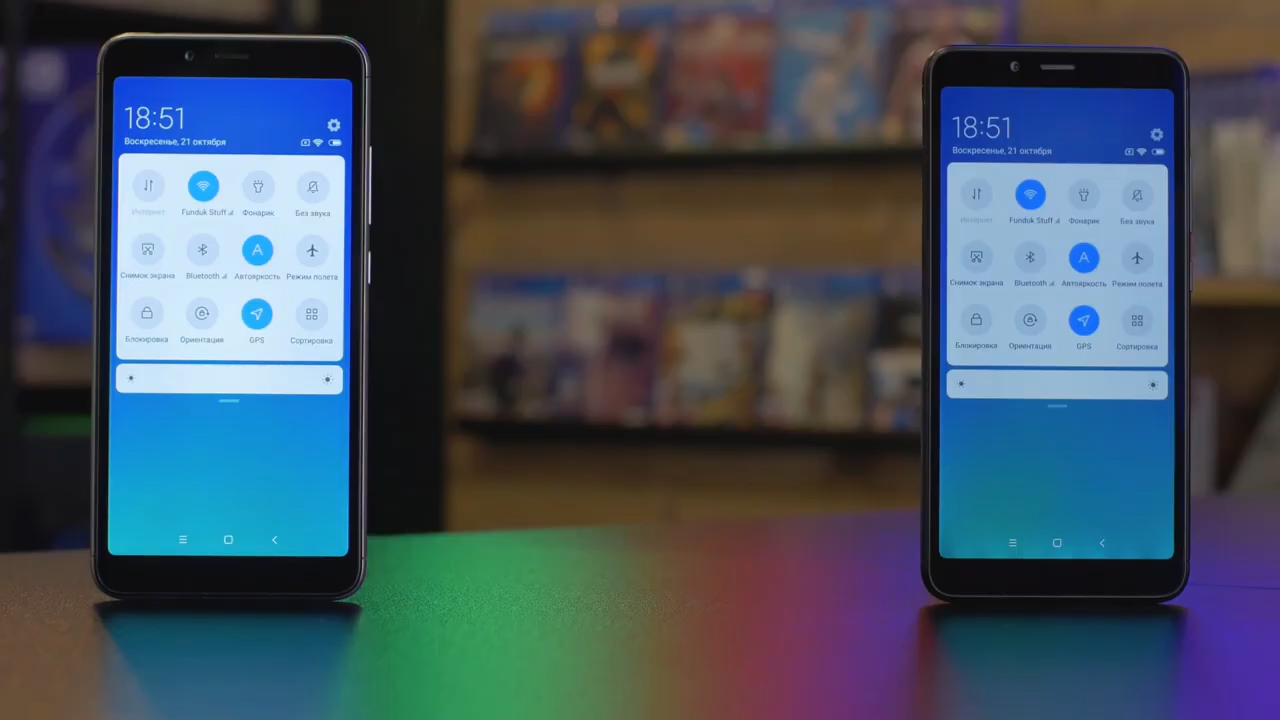 18:51
Воскресенье, 21 октября
Интернет
Funduk Stuff
Фонарик
Без звука
Снимок экрана
Bluetooth
Автояркость
Режим полета
Блокировка
Ориентация
GPS
Сортировка
18:51
Воскресенье, 21 октября
Интернет
Funduk Stuff
Фонарик
Без звука
Снимок экрана
Bluetooth
Автояркость
Режим полета
Блокировка
Ориентация
GPS
Сортировка